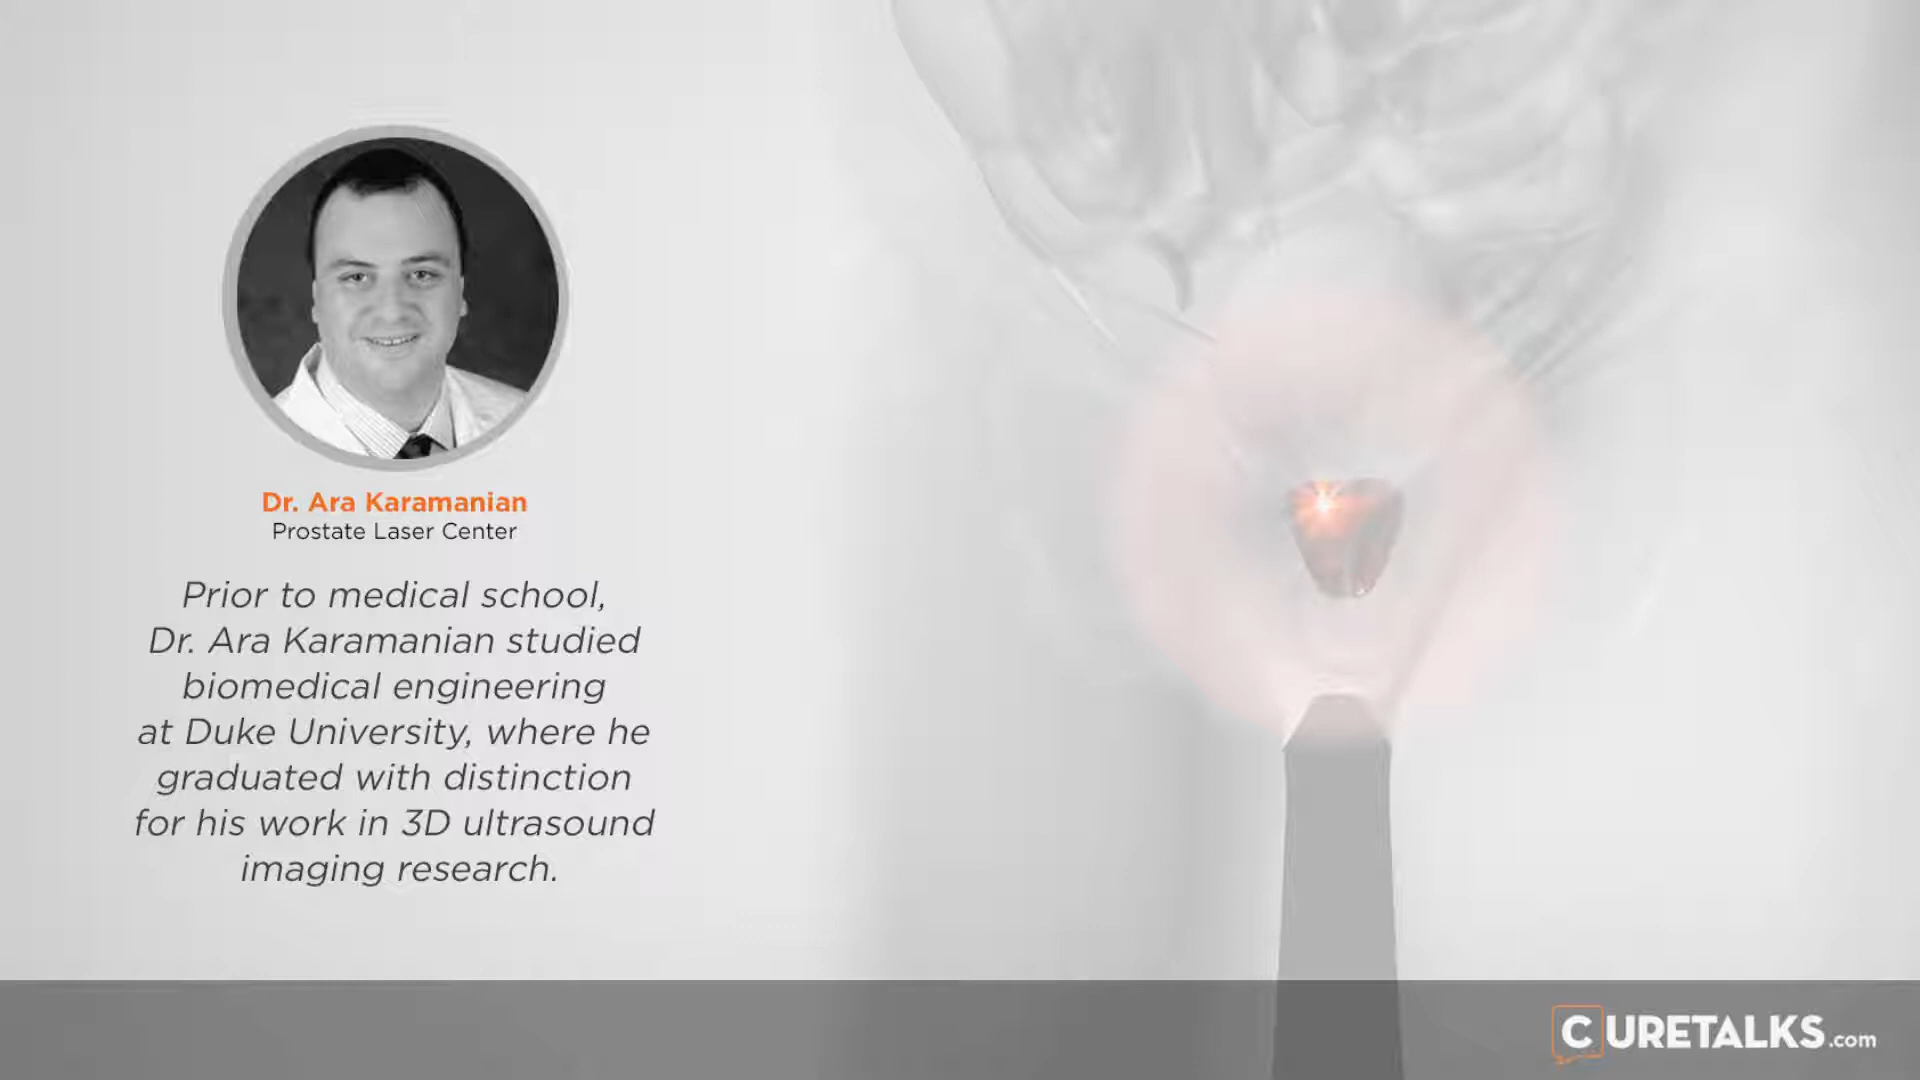 Dr. Ara Karamanian
Prostate Laser Center
Prior to medical school,
Dr. Ara Karamanian studied
biomedical engineering
at Duke University, where he
graduated with distinction
for his work in 3D ultrasound
imaging research.
CURETALKS.com